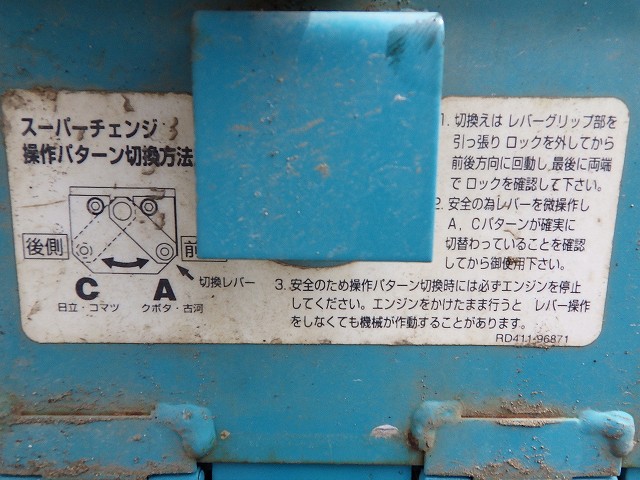 スーパーチェンジ
操作パターン切換方法
後側
前
C
A
日立・コマツ
クボタ・古河
切換レバー
1. 切換えは レバーグリップ部を
引っ張り ロックを外してから
前後方向に回動し,最後に両端
で ロックを確認して下さい。
2. 安全の為レバーを微操作し
A, Cパターンが確実に
切替わっていることを確認
してから御使用下さい。
3. 安全のため操作パターン切換時には必ずエンジンを停止
してください。エンジンをかけたまま行うと レバー操作
をしなくても機械が作動することがあります。
RD411-96871